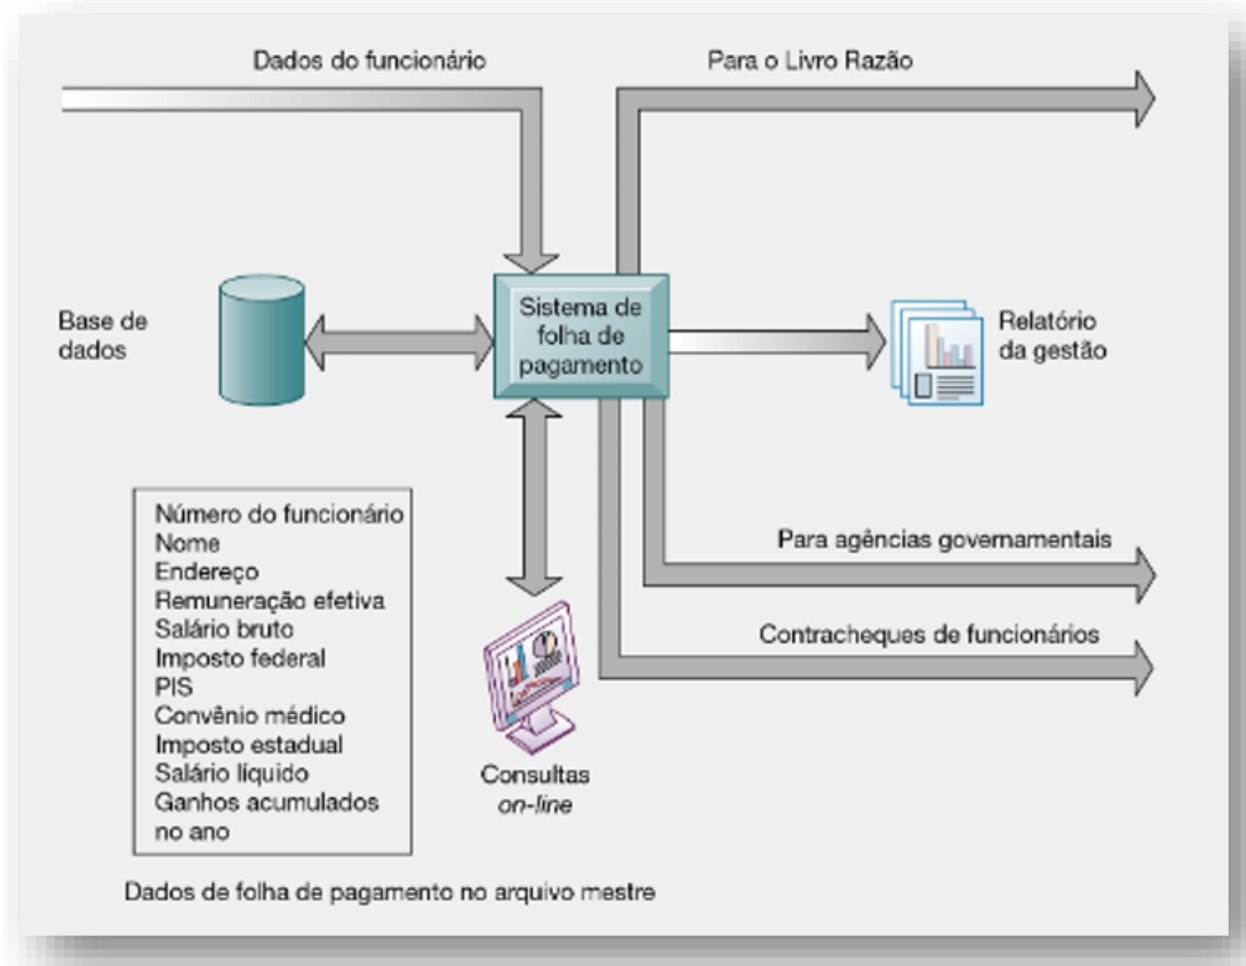 Dados do funcionário
Para o Livro Razão
Base de
dados
Sistema de
folha de
pagamento
Relatório
da gestão
Número do funcionário
Nome
Endereço
Remuneração efetiva
Salário bruto
Imposto federal
PIS
Convênio médico
Imposto estadual
Salário líquido
Ganhos acumulados
no ano
Para agências governamentais
Contracheques de funcionários
Consultas
on-line
Dados de folha de pagamento no arquivo mestre